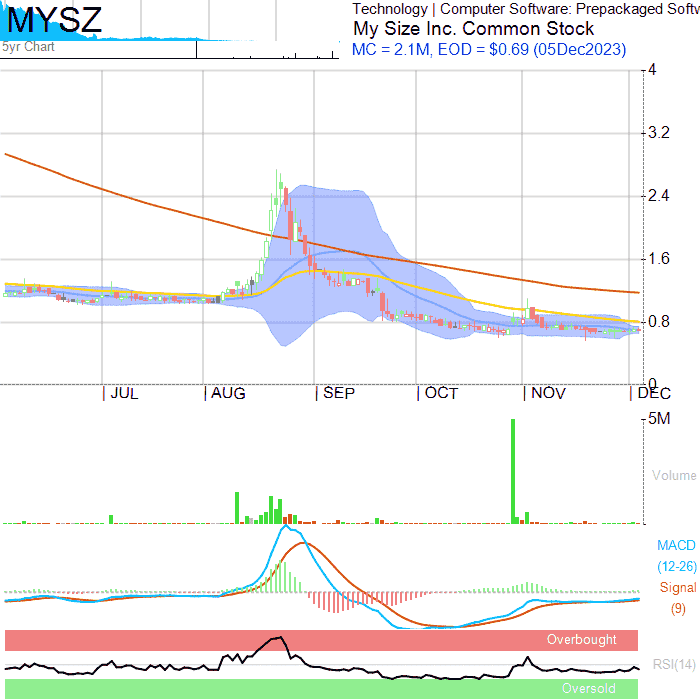 MYSZ
Technology | Computer Software: Prepackaged Softw
My Size Inc. Common Stock
5yr Chart
MC = 2.1M, EOD = $0.69 (05Dec2023)
4
3.2
2.4
1.6
0.8
0
JUL
AUG
SEP
OCT
NOV
DEC
5M
Volume
MACD
(12-26)
Signal
(9)
Overbought
RSI(14)
Oversold